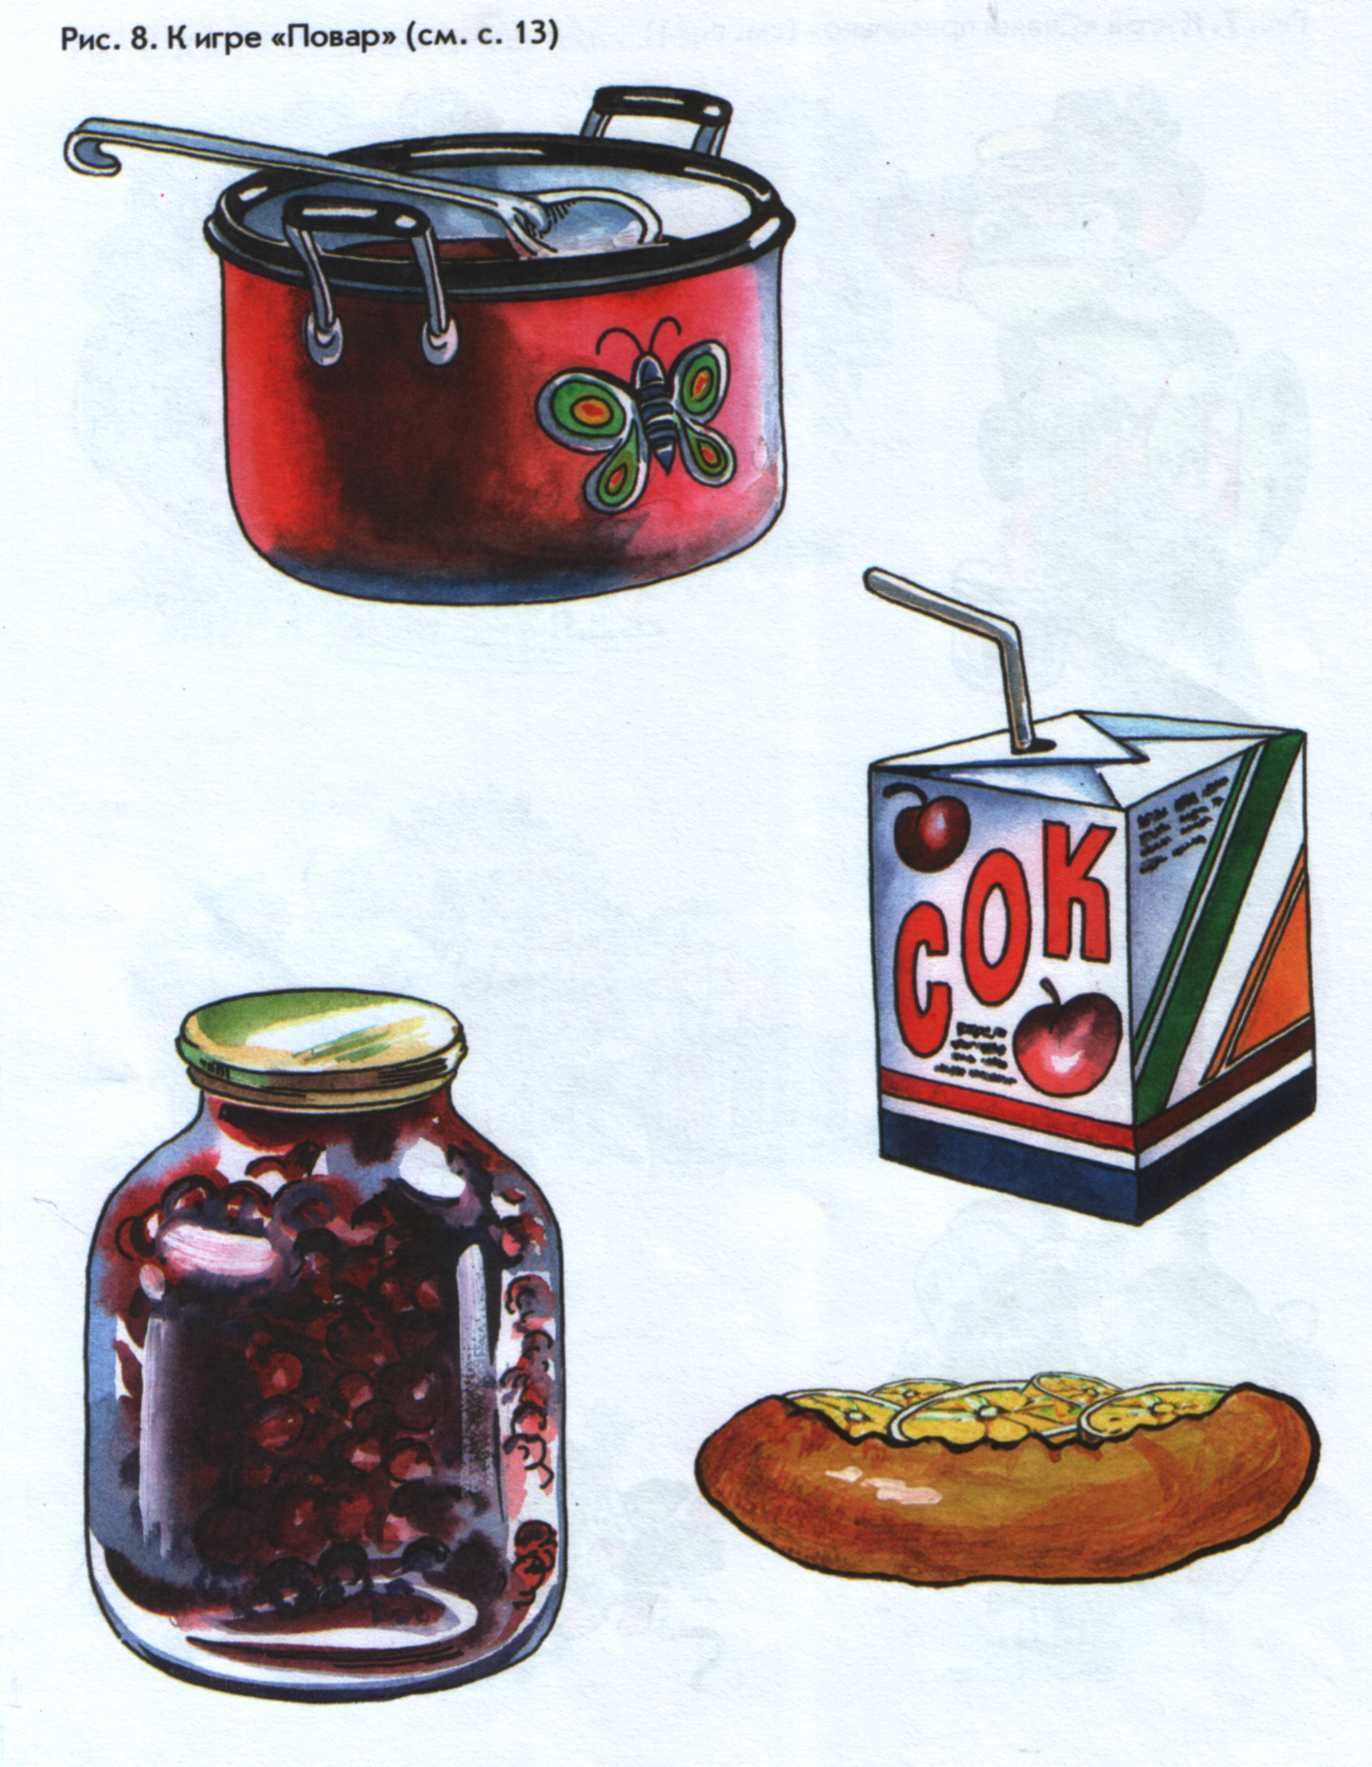 Рис. 8. К игре «Повар» (см. с. 13)
СОК